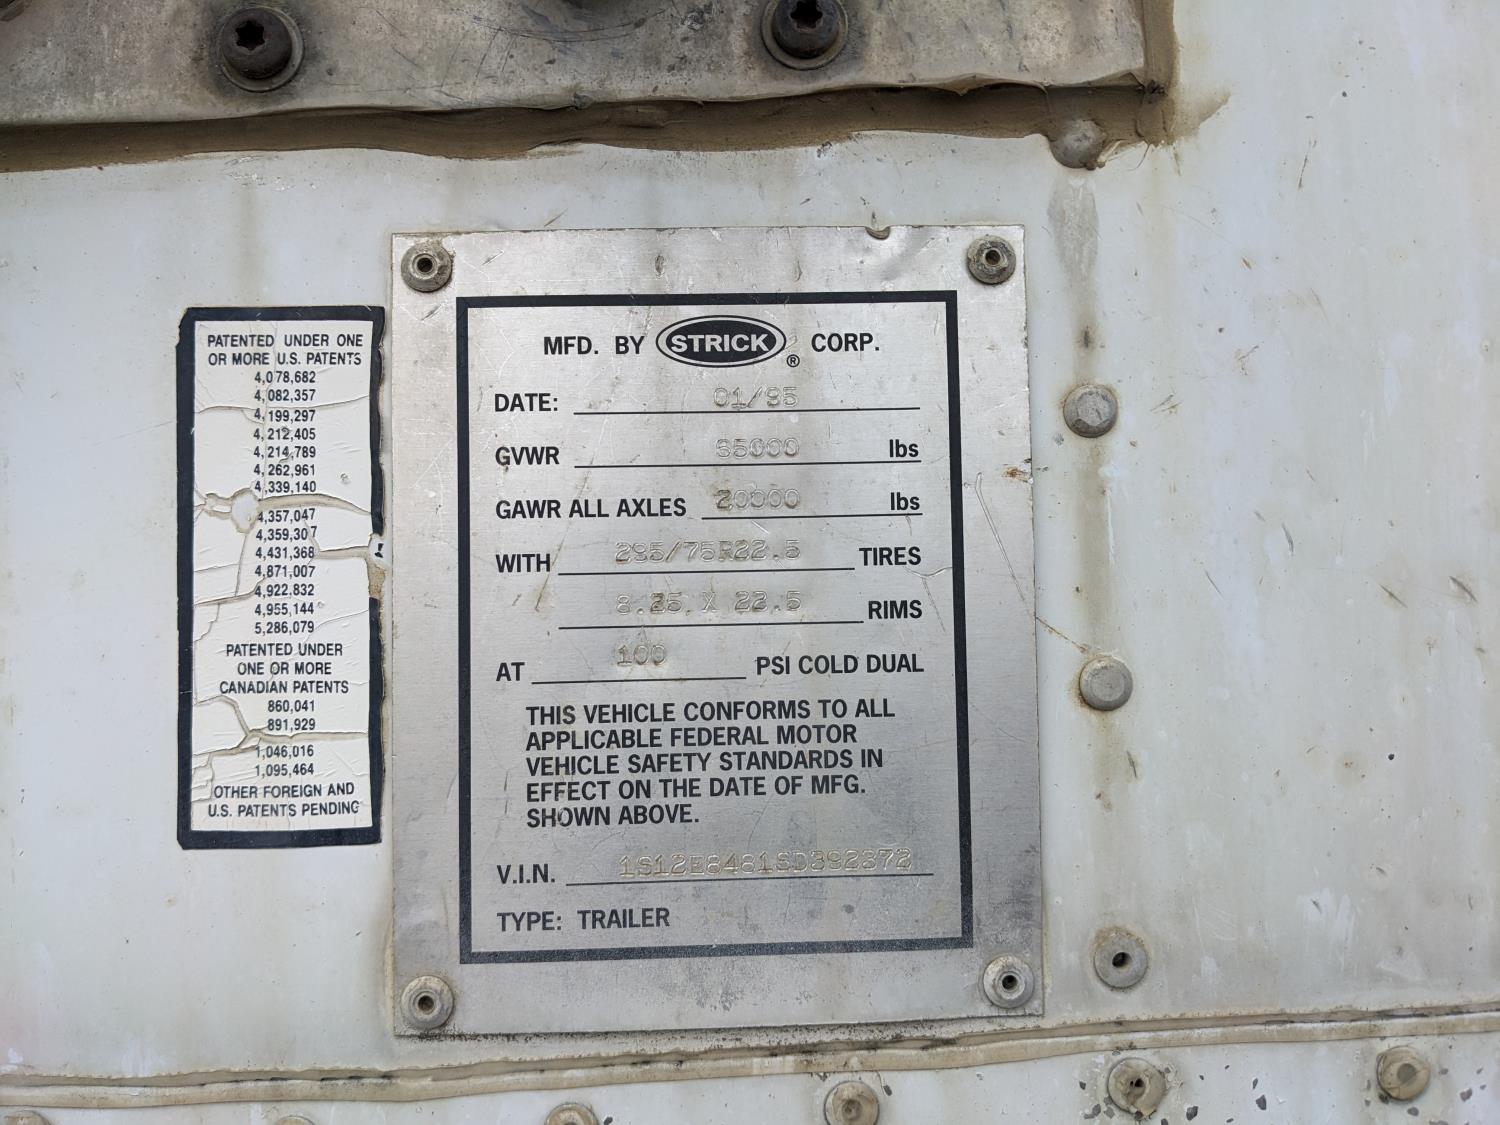 PATENTED UNDER ONE
OR MORE U.S. PATENTS
4,078,682
4,082,357
4,199,297
4,212,405
4,214,789
4,262,961
4,339,140
4,357,047
4,359,307
4,431,368
4,871,007
4,922,832
4,955,144
5,286,079
PATENTED UNDER
ONE OR MORE
CANADIAN PATENTS
860,041
891,929
1,046,016
1,095,464
OTHER FOREIGN AND
U.S. PATENTS PENDING
MFD. BY STRICK ® CORP.
DATE: 01/95
GVWR 65000 lbs
GAWR ALL AXLES 20000 lbs
WITH 295/75R22.5 TIRES
8.25 X 22.5 RIMS
AT 100 PSI COLD DUAL
THIS VEHICLE CONFORMS TO ALL
APPLICABLE FEDERAL MOTOR
VEHICLE SAFETY STANDARDS IN
EFFECT ON THE DATE OF MFG.
SHOWN ABOVE.
V.I.N. 1S12E8481SD392372
TYPE: TRAILER